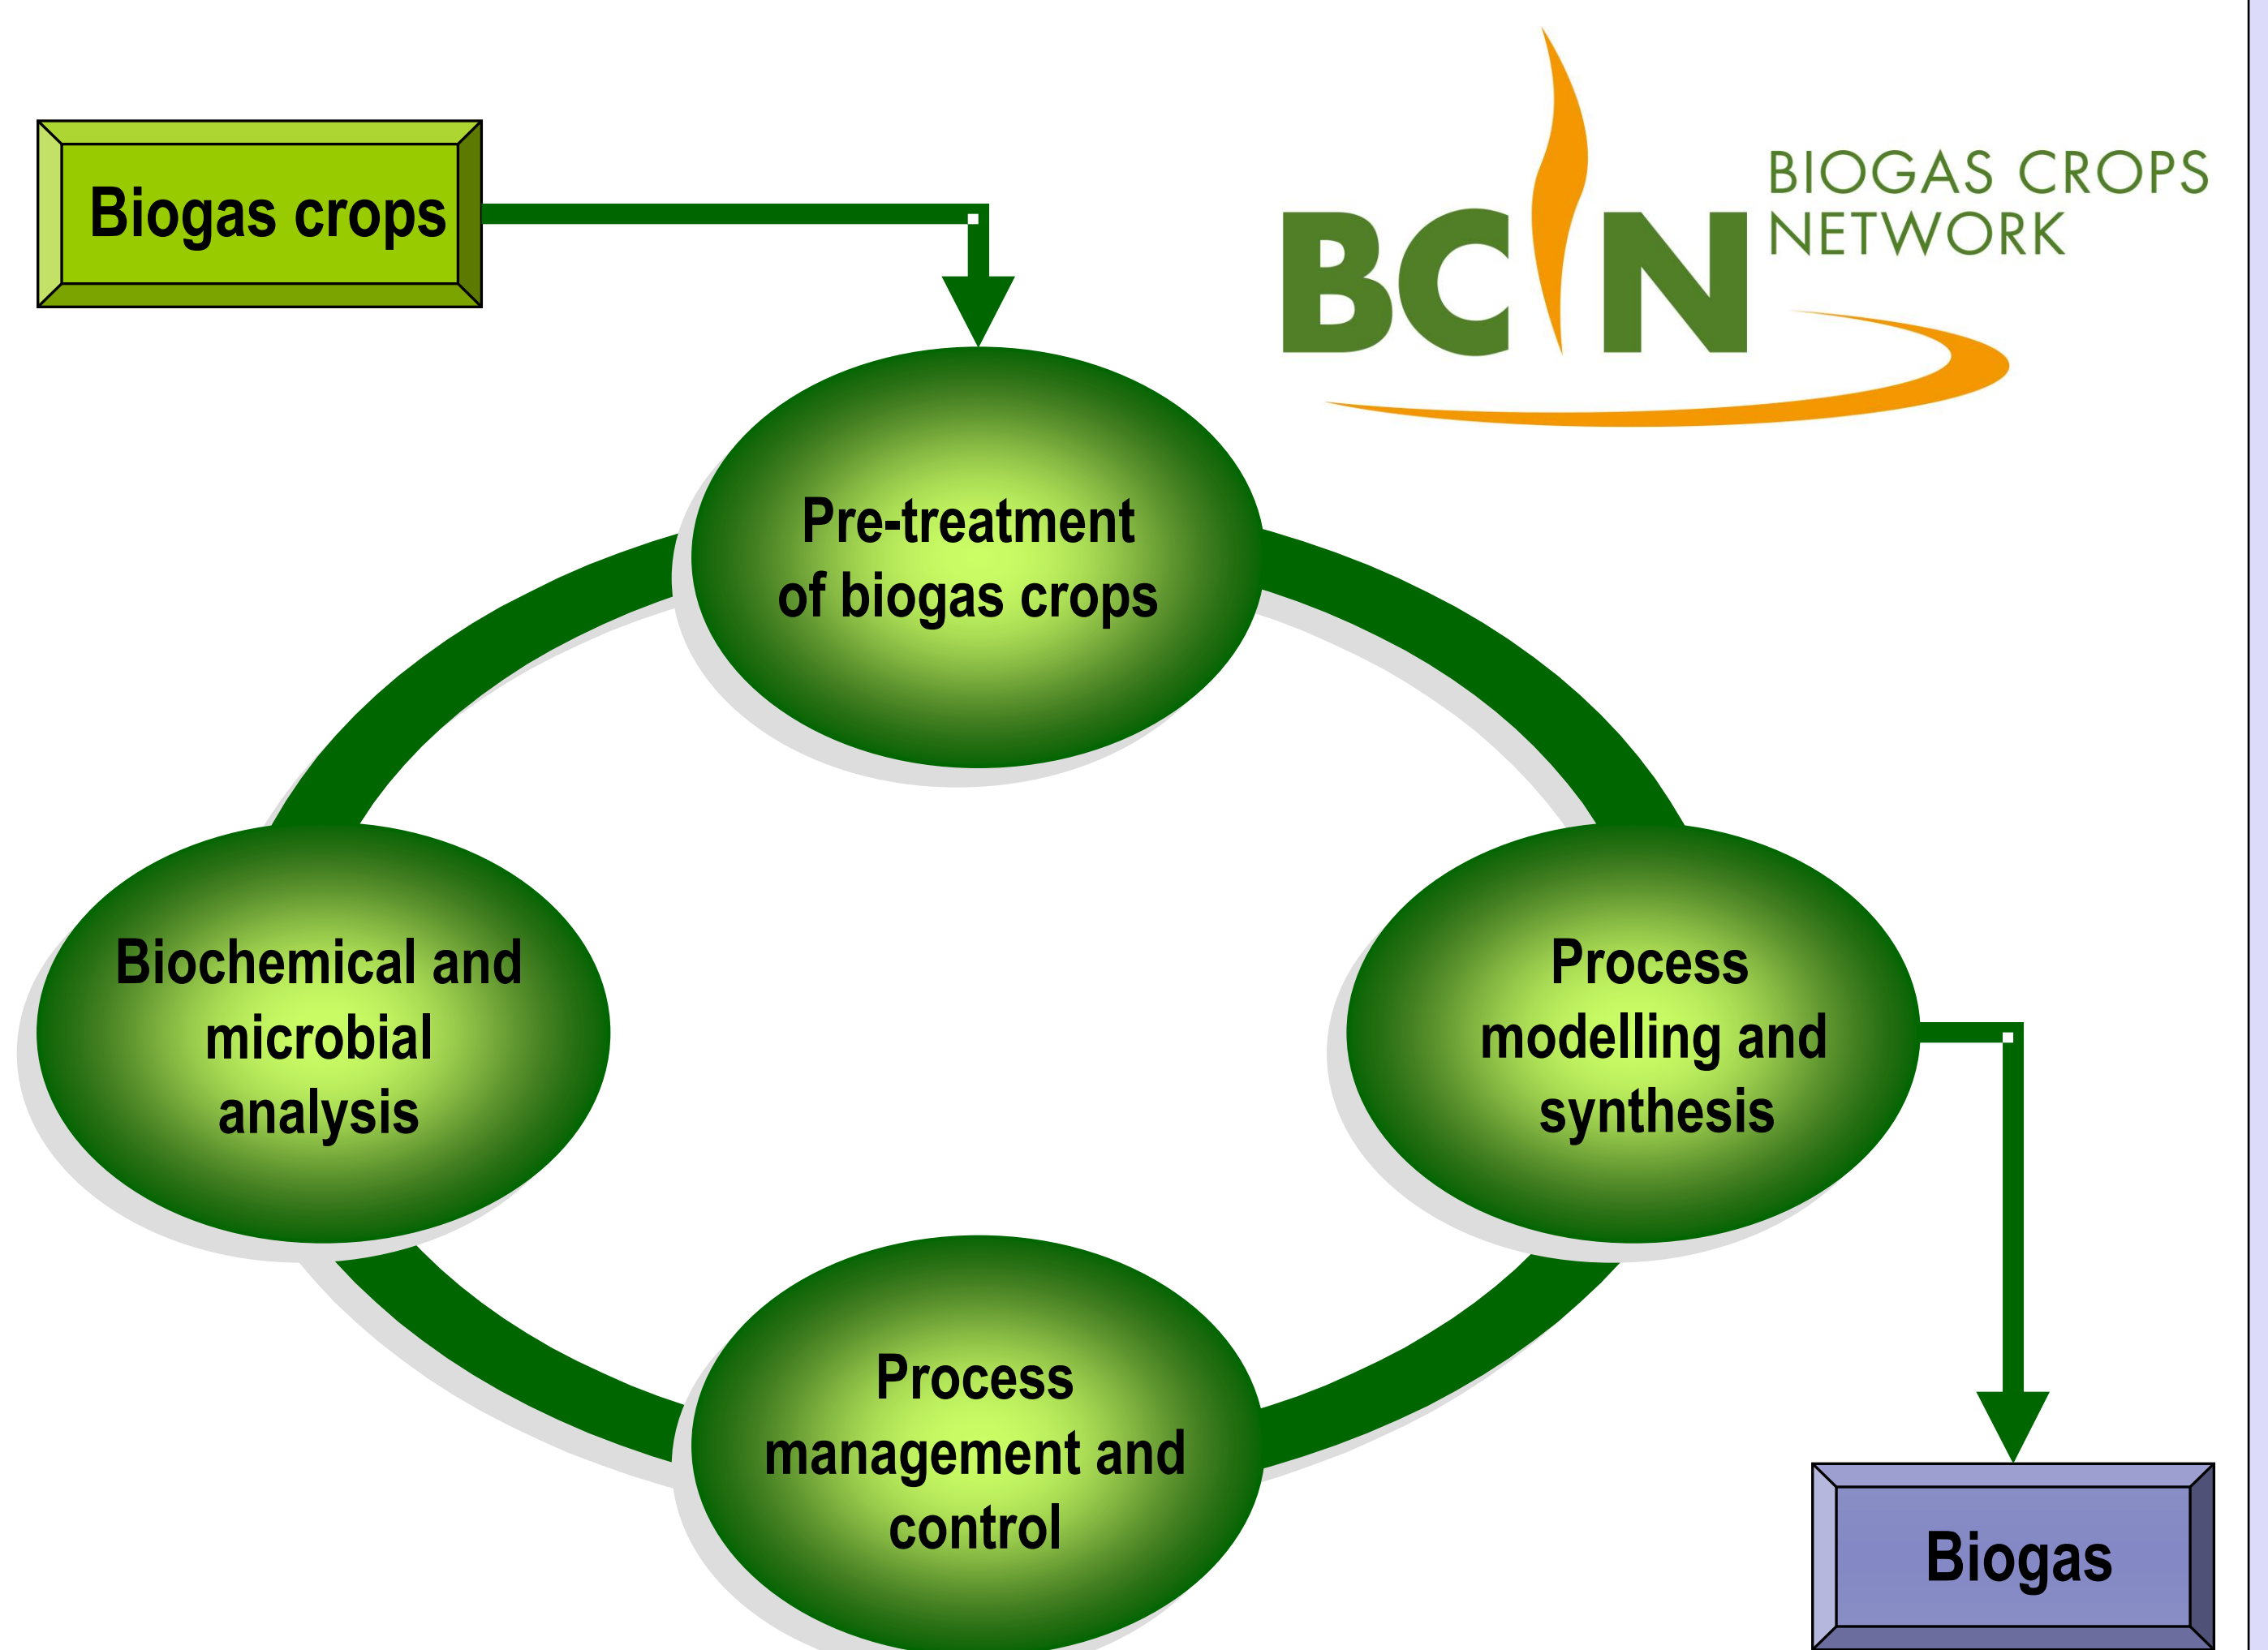 BIOGAS CROPS
NETWORK
BCN
Biogas crops
Pre-treatment
of biogas crops
Biochemical and
microbial
analysis
Process
modelling and
synthesis
Process
management and
control
Biogas